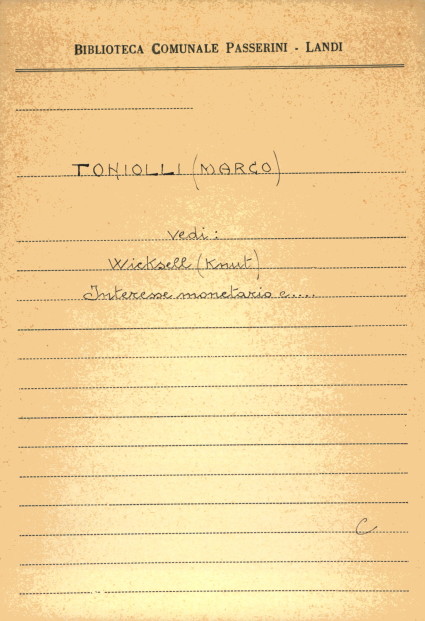 BIBLIOTECA COMUNALE PASSERINI - LANDI
TONIOLLI (MARCO)
vedi:
Wicksell (Knut)
Interesse monetario e....
C